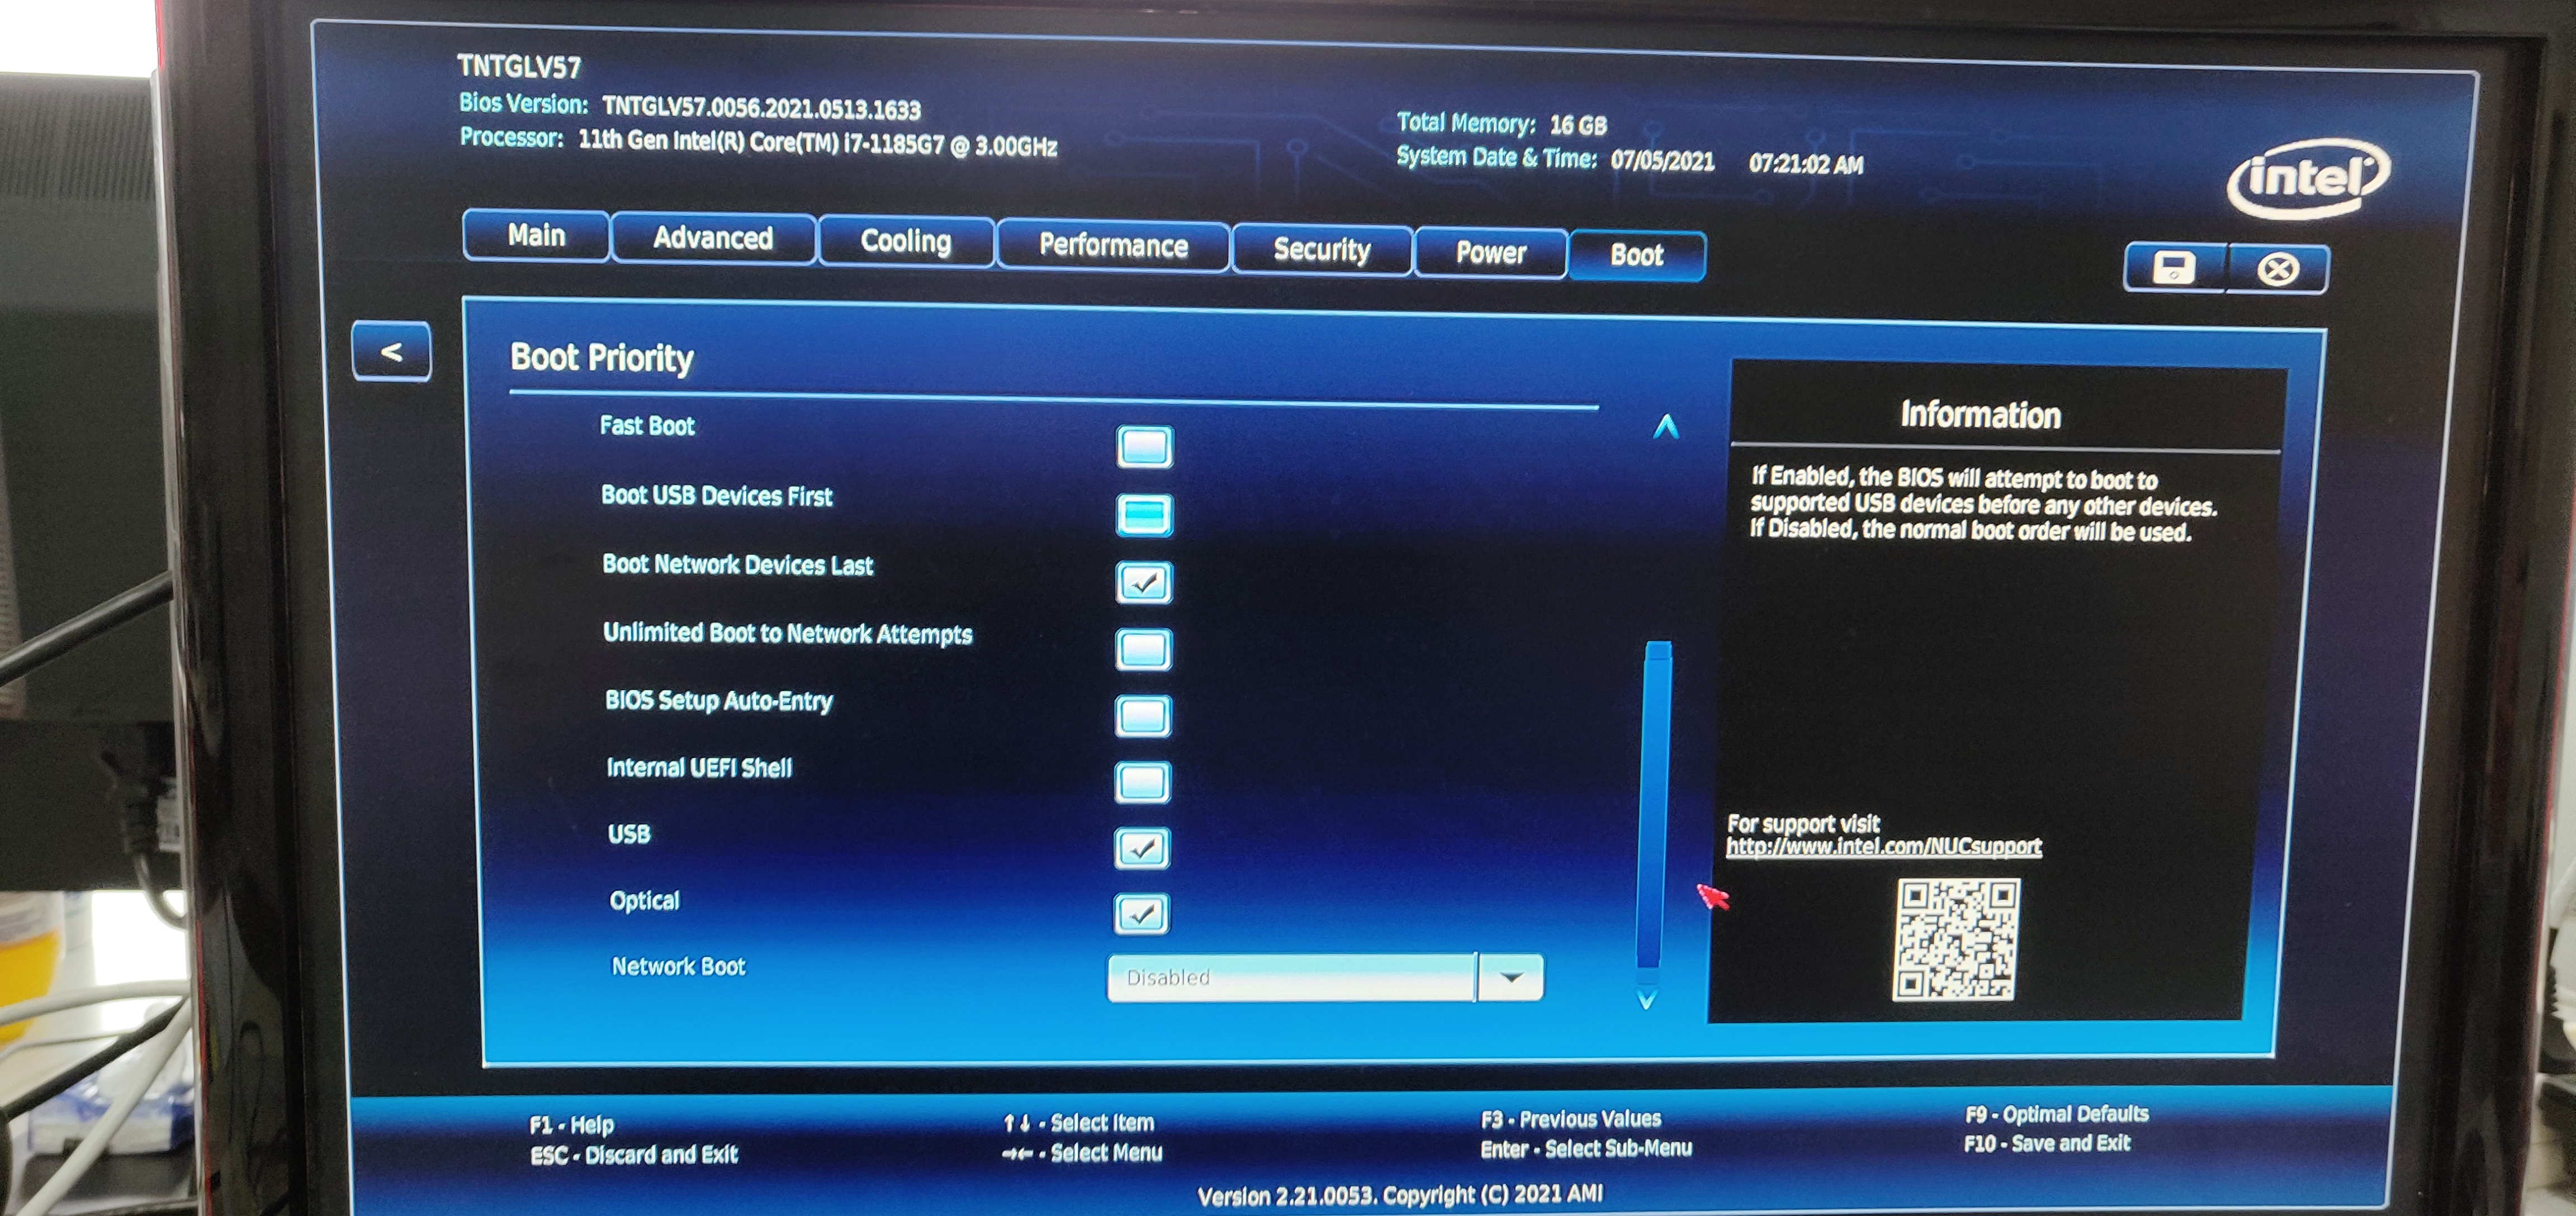 TNTGLV57
Bios Version: TNTGLV57.0056.2021.0513.1633
Processor: 11th Gen Intel(R) Core(TM) i7-1185G7 @ 3.00GHz
Total Memory: 16 GB
System Date & Time: 07/05/2021 07:21:02 AM
intel
Main Advanced Cooling Performance Security Power Boot
<
Boot Priority
Fast Boot
Boot USB Devices First
Boot Network Devices Last
Unlimited Boot to Network Attempts
BIOS Setup Auto-Entry
Internal UEFI Shell
USB
Optical
Network Boot Disabled
Information
If Enabled, the BIOS will attempt to boot to
supported USB devices before any other devices.
If Disabled, the normal boot order will be used.
For support visit
http://www.intel.com/NUCsupport
F1 - Help
ESC - Discard and Exit
↑↓ - Select Item
→← - Select Menu
F3 - Previous Values
Enter - Select Sub-Menu
F9 - Optimal Defaults
F10 - Save and Exit
Version 2.21.0053. Copyright (C) 2021 AMI